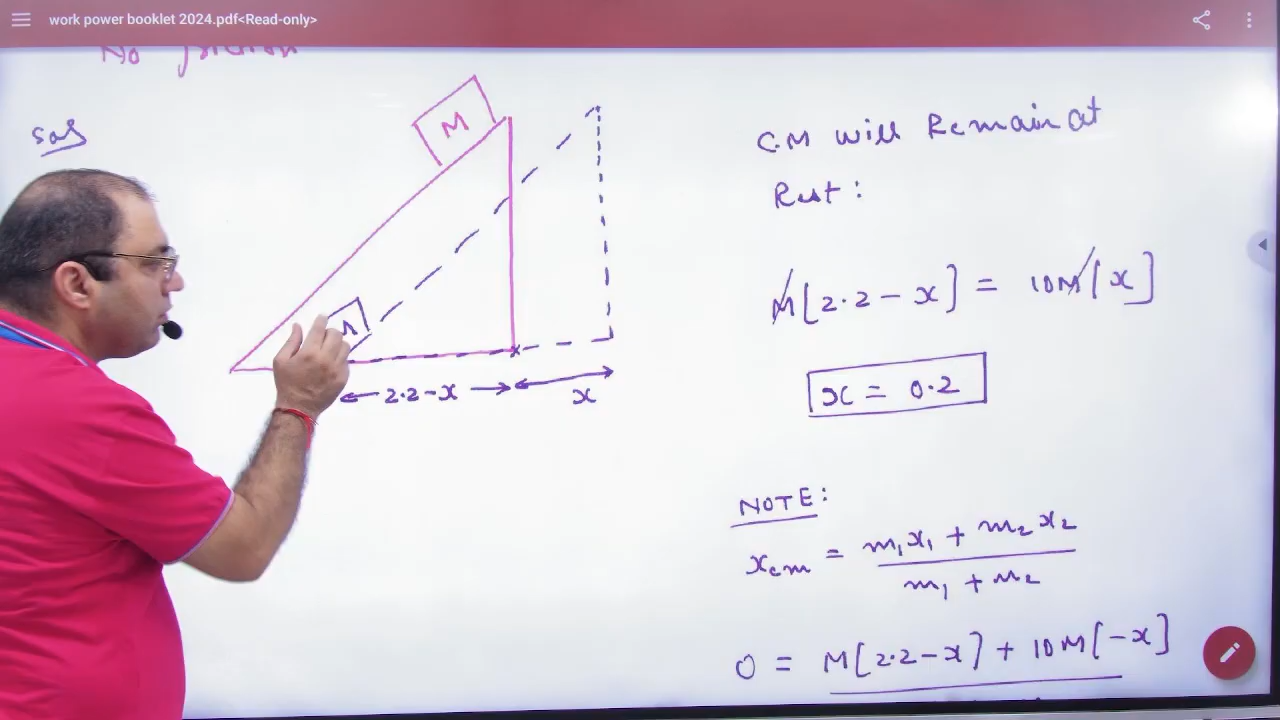 work power booklet 2024.pdf<Read-only>
No friction
Sol
M
M
2.2-x
x
C.M will Remain at
Rest :
M[2.2-x] = 10M[x]
x = 0.2
NOTE :
xcm = m1x1 + m2x2
m1 + m2
0 = M[2.2-x] + 10M[-x]